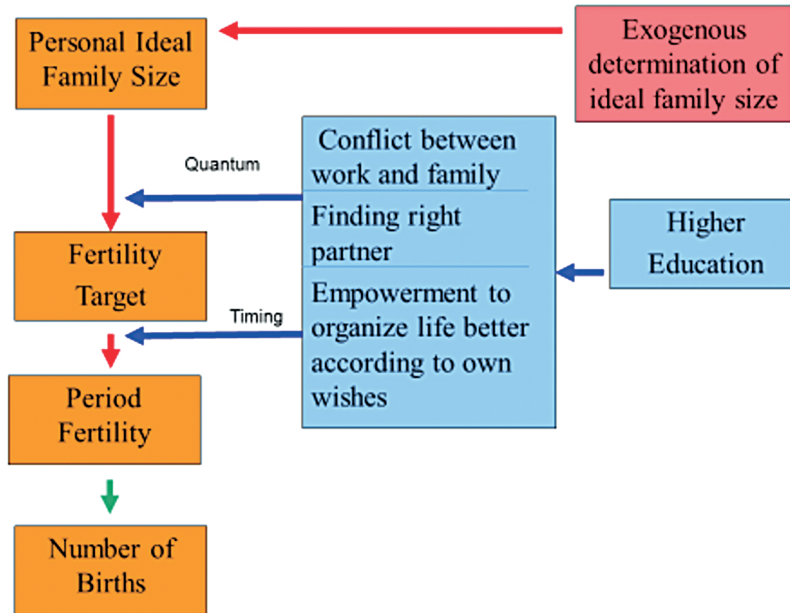 Personal Ideal
Family Size
Exogenous
determination of
ideal family size
Quantum
Conflict between
work and family
Finding right
partner
Empowerment to
organize life better
according to own
wishes
Higher
Education
Fertility
Target
Timing
Period
Fertility
Number of
Births